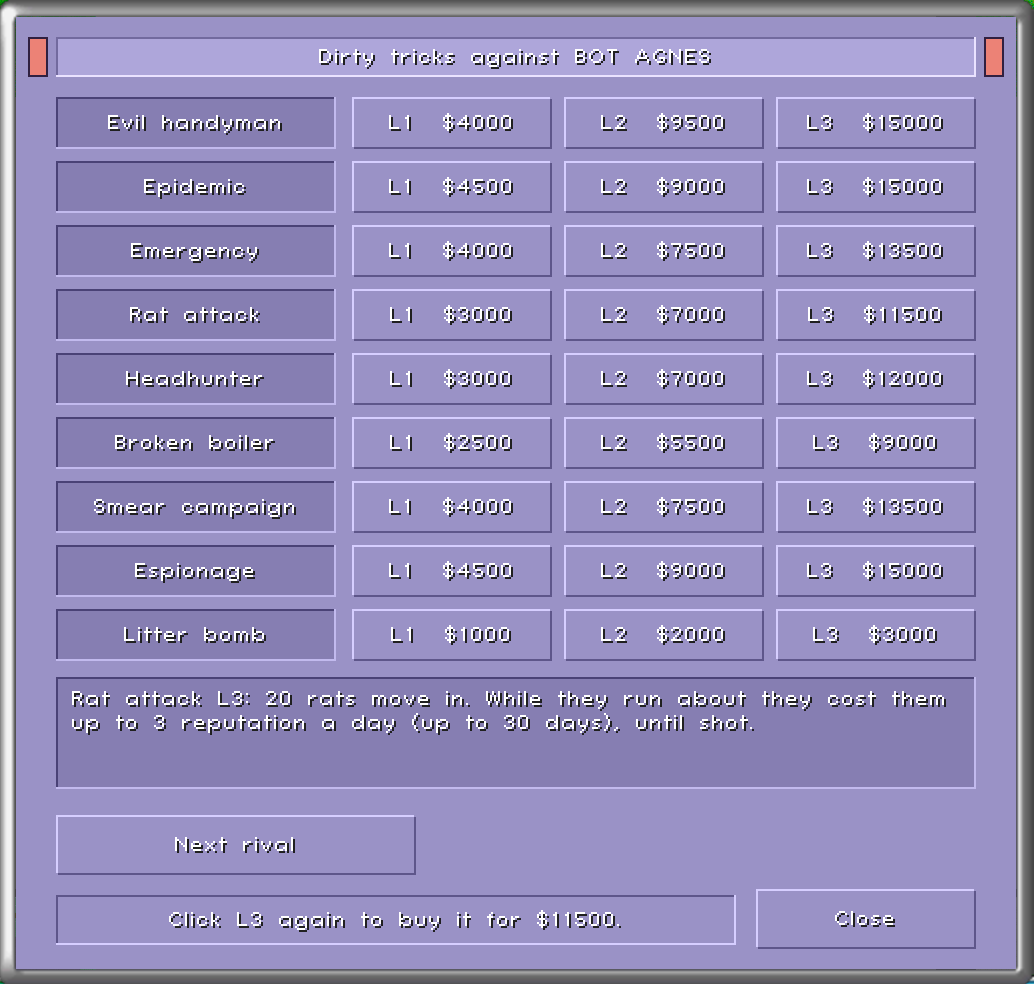 Dirty tricks against BOT AGNES
Evil handyman L1 $4000 L2 $9500 L3 $15000
Epidemic L1 $4500 L2 $9000 L3 $15000
Emergency L1 $4000 L2 $7500 L3 $13500
Rat attack L1 $3000 L2 $7000 L3 $11500
Headhunter L1 $3000 L2 $7000 L3 $12000
Broken boiler L1 $2500 L2 $5500 L3 $9000
Smear campaign L1 $4000 L2 $7500 L3 $13500
Espionage L1 $4500 L2 $9000 L3 $15000
Litter bomb L1 $1000 L2 $2000 L3 $3000
Rat attack L3: 20 rats move in. While they run about they cost them
up to 3 reputation a day (up to 30 days), until shot.
Next rival
Click L3 again to buy it for $11500.
Close